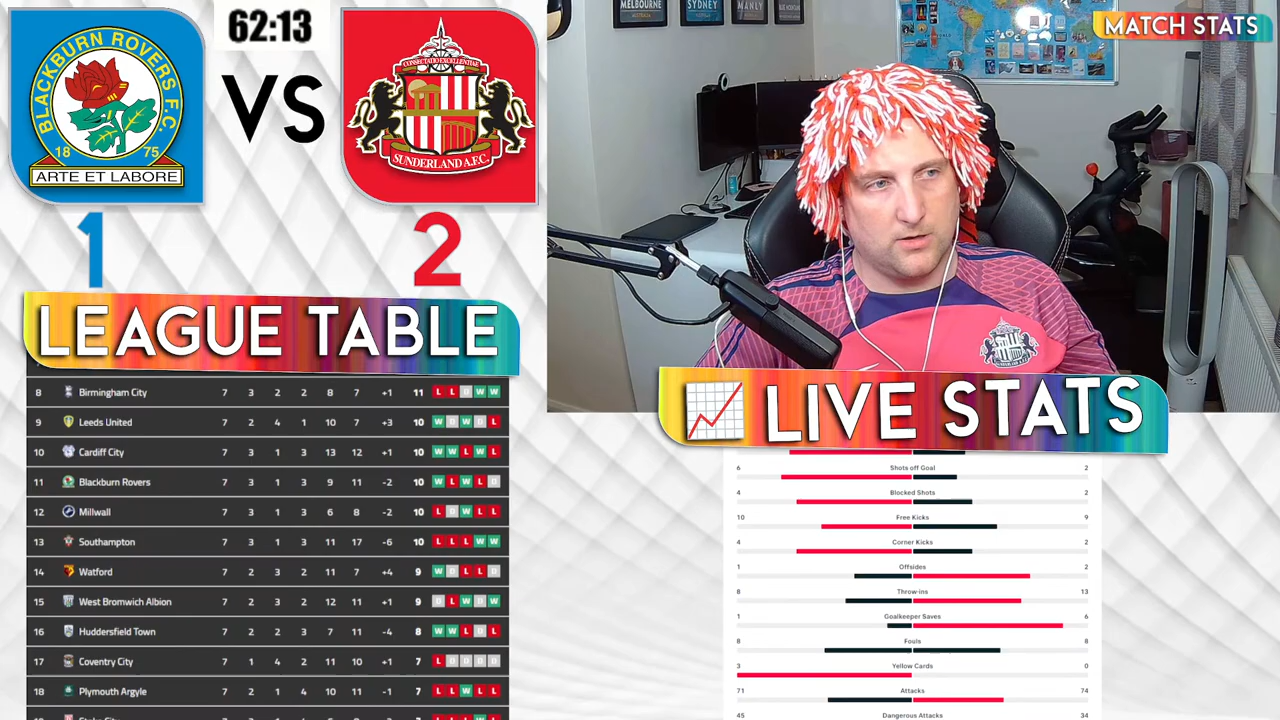 BLACKBURN ROVERS F.C.
18 75
ARTE ET LABORE
62:13
VS
CONSECTATIO EXCELLENTIAE
SUNDERLAND A.F.C.
1
2
MELBOURNE
SYDNEY
MANLY
MATCH STATS
LEAGUE TABLE
8 Birmingham City 7 3 2 2 8 7 +1 11 L L D W W
9 Leeds United 7 2 4 1 10 7 +3 10 W D W D L
10 Cardiff City 7 3 1 3 13 12 +1 10 W W L W L
11 Blackburn Rovers 7 3 1 3 9 11 -2 10 W L W L D
12 Millwall 7 3 1 3 6 8 -2 10 L D W L L
13 Southampton 7 3 1 3 11 17 -6 10 L L L W W
14 Watford 7 2 3 2 11 7 +4 9 W D L L D
15 West Bromwich Albion 7 2 3 2 12 11 +1 9 D L W D W
16 Huddersfield Town 7 2 2 3 7 11 -4 8 W W L D L
17 Coventry City 7 1 4 2 11 10 +1 7 L D D D D
18 Plymouth Argyle 7 2 1 4 10 11 -1 7 L L W L L
LIVE STATS
6 Shots off Goal 2
4 Blocked Shots 2
10 Free Kicks 9
4 Corner Kicks 2
1 Offsides 2
8 Throw-ins 13
1 Goalkeeper Saves 6
8 Fouls 8
3 Yellow Cards 0
71 Attacks 74
45 Dangerous Attacks 34